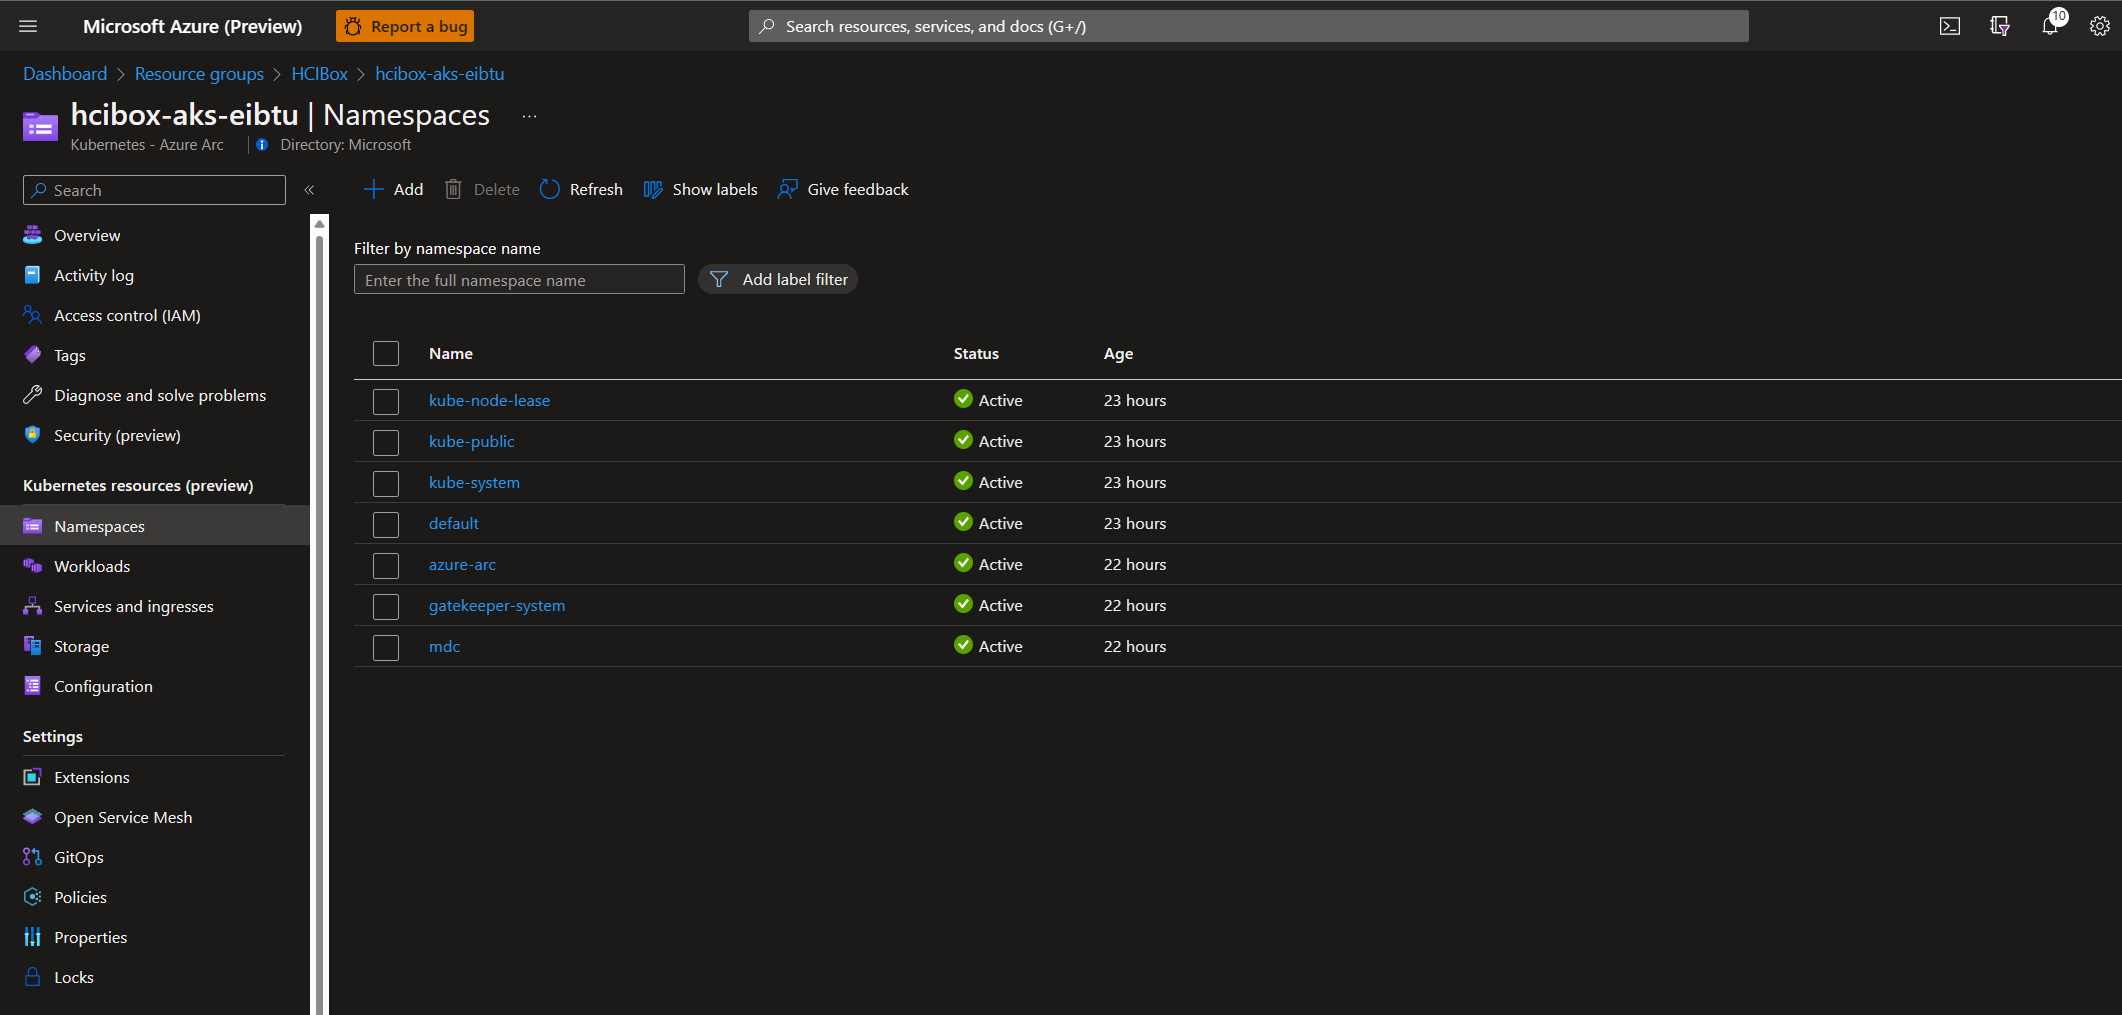 Microsoft Azure (Preview) Report a bug Search resources, services, and docs (G+/) 10
Dashboard > Resource groups > HCIBox > hcibox-aks-eibtu
hcibox-aks-eibtu | Namespaces ...
Kubernetes - Azure Arc Directory: Microsoft
Search «
Overview
Activity log
Access control (IAM)
Tags
Diagnose and solve problems
Security (preview)
Kubernetes resources (preview)
Namespaces
Workloads
Services and ingresses
Storage
Configuration
Settings
Extensions
Open Service Mesh
GitOps
Policies
Properties
Locks
Add Delete Refresh Show labels Give feedback
Filter by namespace name
Enter the full namespace name Add label filter
Name Status Age
kube-node-lease Active 23 hours
kube-public Active 23 hours
kube-system Active 23 hours
default Active 23 hours
azure-arc Active 22 hours
gatekeeper-system Active 22 hours
mdc Active 22 hours